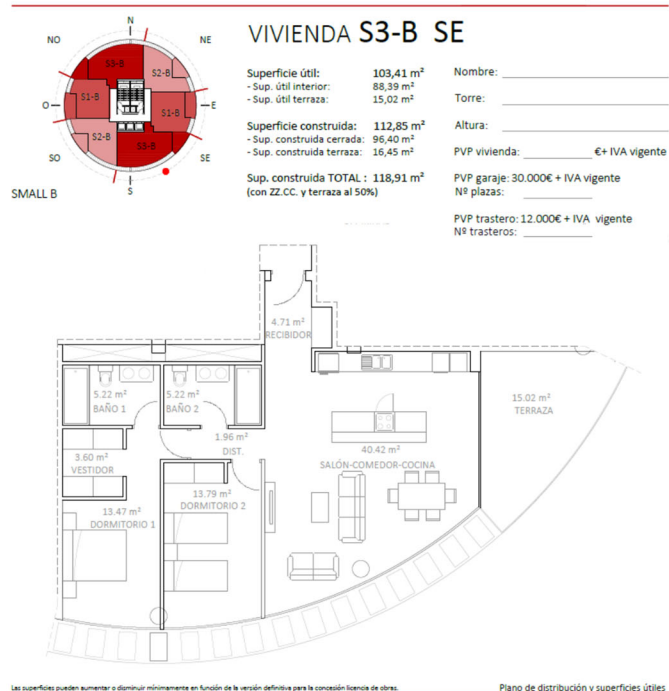 VIVIENDA S3-B SE
N
NO
NE
S3-B
S2-B
S1-B
O
E
S1-B
S2-B
S3-B
SO
SE
S
SMALL B
Superficie útil: 103,41 m²
- Sup. útil interior: 88,39 m²
- Sup. útil terraza: 15,02 m²
Superficie construida: 112,85 m²
- Sup. construida cerrada: 96,40 m²
- Sup. construida terraza: 16,45 m²
Sup. construida TOTAL : 118,91 m²
(con ZZ.CC. y terraza al 50%)
Nombre:
Torre:
Altura:
PVP vivienda: €+ IVA vigente
PVP garaje: 30.000€ + IVA vigente
Nº plazas:
PVP trastero: 12.000€ + IVA vigente
Nº trasteros:
4.71 m²
RECIBIDOR
5.22 m²
BAÑO 1
5.22 m²
BAÑO 2
15.02 m²
TERRAZA
1.96 m²
DIST.
3.60 m²
VESTIDOR
40.42 m²
SALÓN-COMEDOR-COCINA
13.79 m²
DORMITORIO 2
13.47 m²
DORMITORIO 1
Las superficies pueden aumentar o disminuir mínimamente en función de la versión definitiva para la concesión licencia de obras.
Plano de distribución y superficies útiles